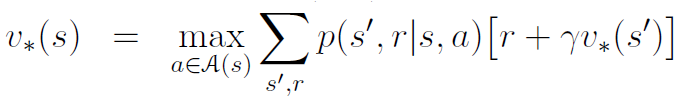 v_*(s) = max_{a∈𝒜(s)} ∑_{s′,r} p(s′, r|s, a)[r + γv_*(s′)]